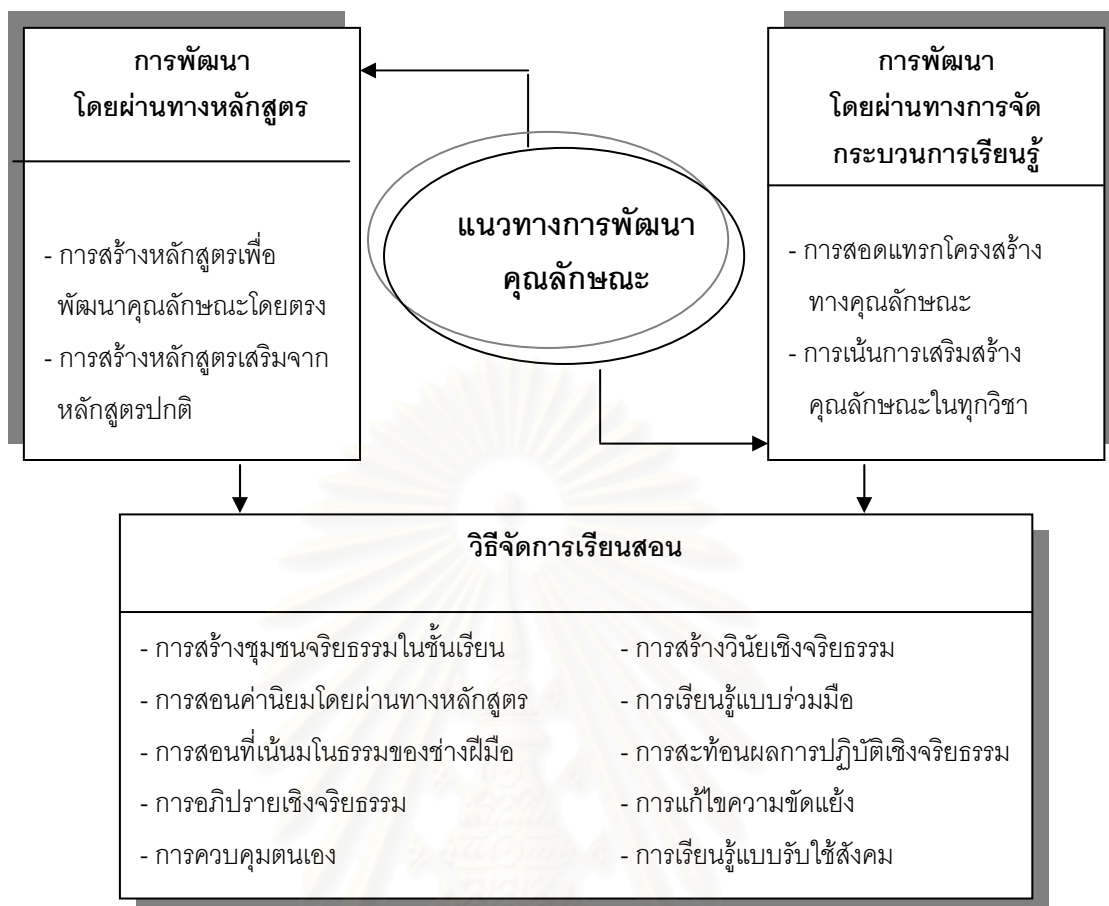 การพัฒนา
โดยผ่านทางหลักสูตร
- การสร้างหลักสูตรเพื่อ
พัฒนาคุณลักษณะโดยตรง
- การสร้างหลักสูตรเสริมจาก
หลักสูตรปกติ
แนวทางการพัฒนา
คุณลักษณะ
การพัฒนา
โดยผ่านทางการจัด
กระบวนการเรียนรู้
- การสอดแทรกโครงสร้าง
ทางคุณลักษณะ
- การเน้นการเสริมสร้าง
คุณลักษณะในทุกวิชา
วิธีจัดการเรียนสอน
- การสร้างชุมชนจริยธรรมในชั้นเรียน
- การสอนค่านิยมโดยผ่านทางหลักสูตร
- การสอนที่เน้นมโนธรรมของช่างฝีมือ
- การอภิปรายเชิงจริยธรรม
- การควบคุมตนเอง
- การสร้างวินัยเชิงจริยธรรม
- การเรียนรู้แบบร่วมมือ
- การสะท้อนผลการปฏิบัติเชิงจริยธรรม
- การแก้ไขความขัดแย้ง
- การเรียนรู้แบบรับใช้สังคม